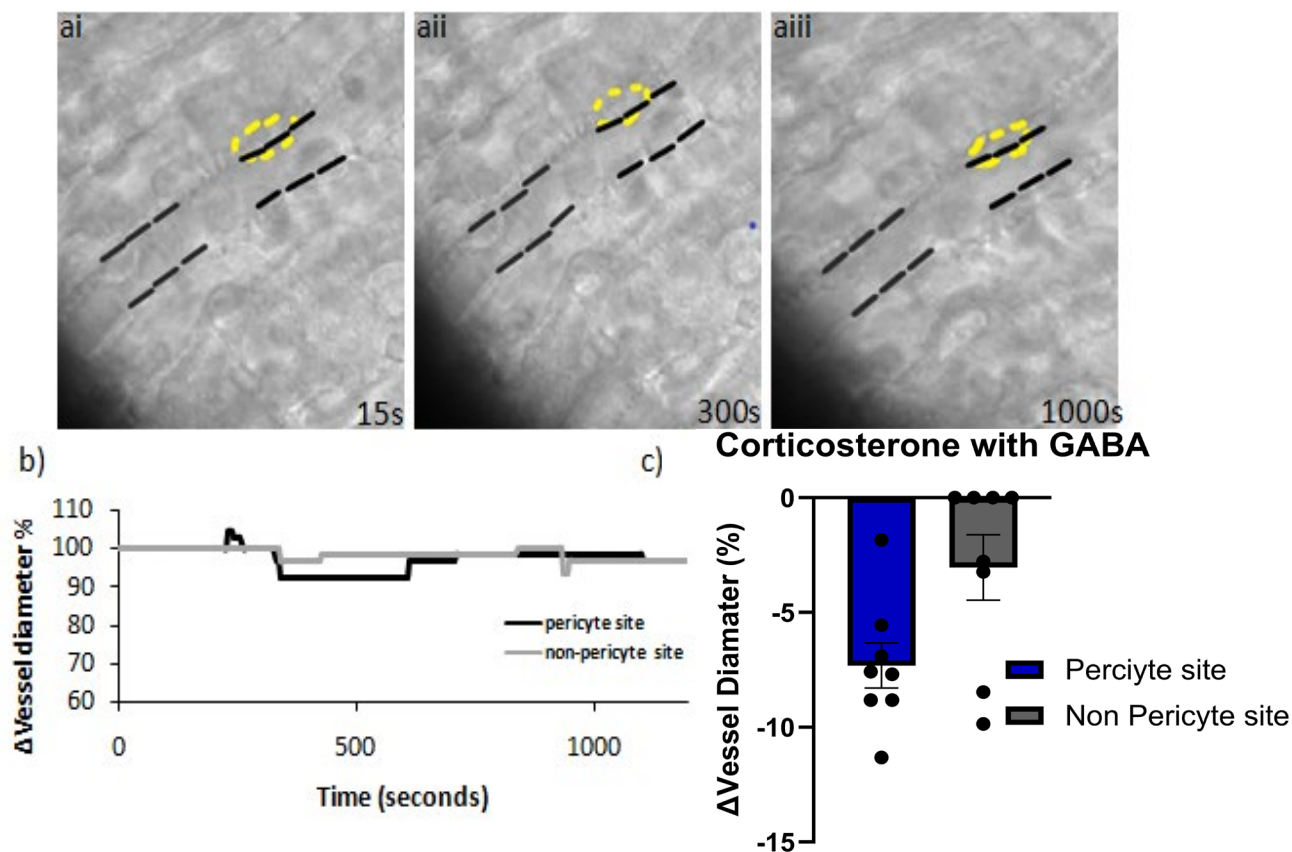 ai
aii
aiii
15s
300s
1000s
b)
c)
Corticosterone with GABA
ΔVessel diameter %
110
100
90
80
70
60
pericyte site
non-pericyte site
0
500
1000
Time (seconds)
ΔVessel Diamater (%)
0
-5
-10
-15
Perciyte site
Non Pericyte site